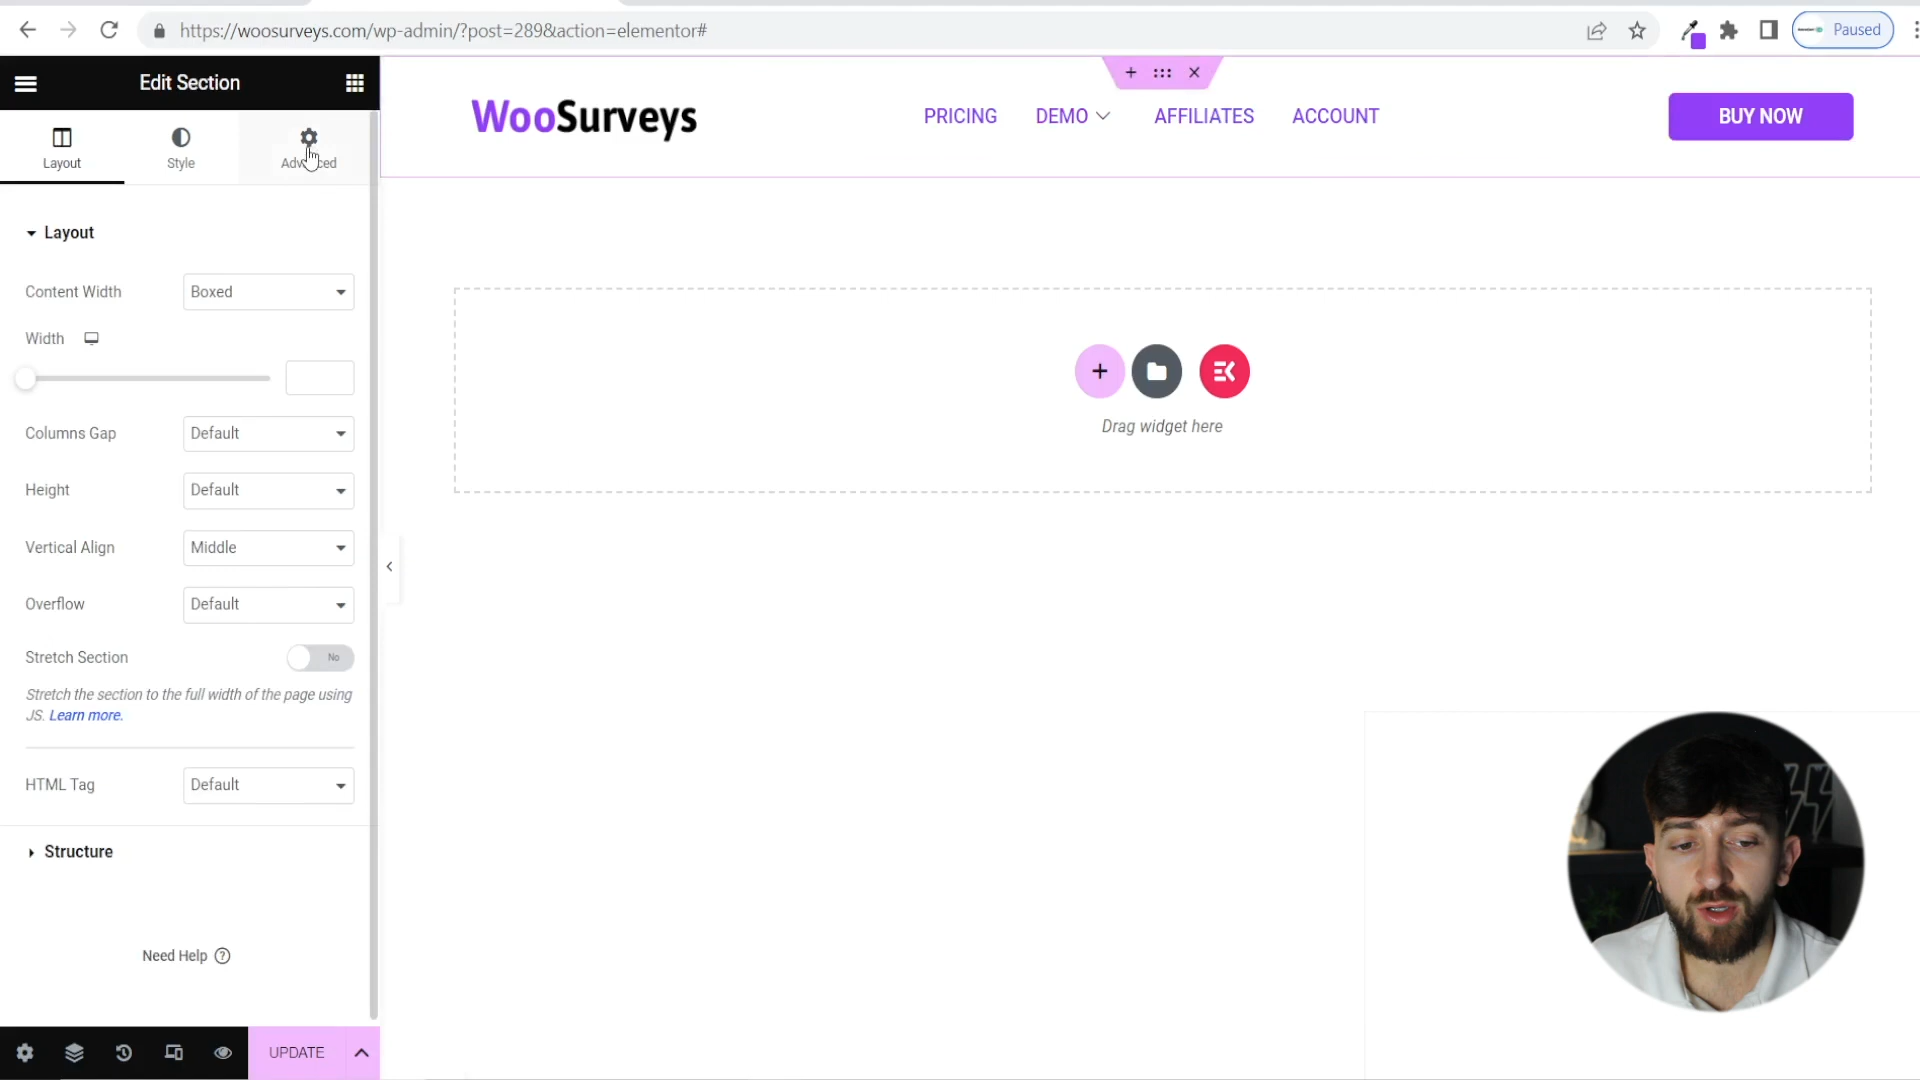 https://woosurveys.com/wp-admin/?post=289&action=elementor#
Paused
Edit Section
Layout
Style
Advanced
WooSurveys
PRICING
DEMO
AFFILIATES
ACCOUNT
BUY NOW
Layout
Content Width
Boxed
Width
Columns Gap
Default
Height
Default
Vertical Align
Middle
Overflow
Default
Stretch Section
No
Stretch the section to the full width of the page using
JS. Learn more.
HTML Tag
Default
Structure
Need Help
UPDATE
Drag widget here